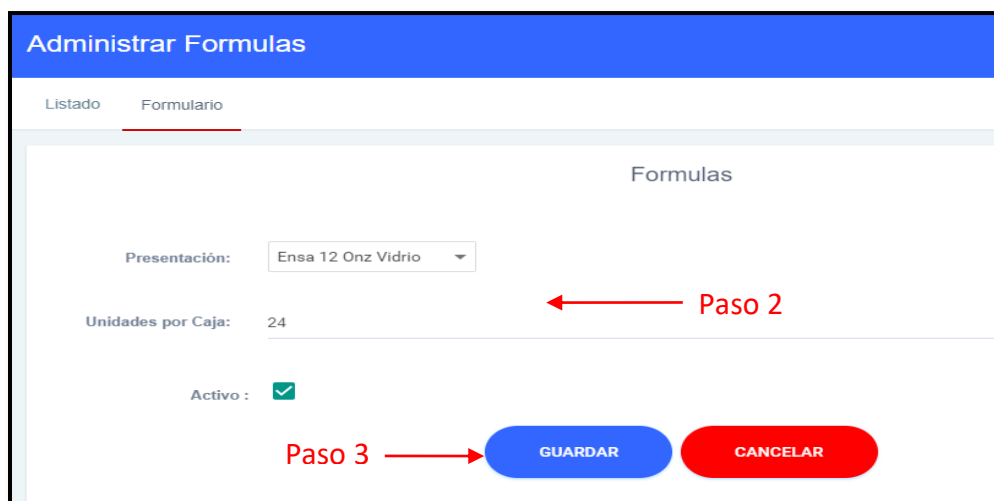 Administrar Formulas
Listado Formulario
Formulas
Presentación: Ensa 12 Onz Vidrio
Paso 2
Unidades por Caja: 24
Activo :
Paso 3 GUARDAR CANCELAR